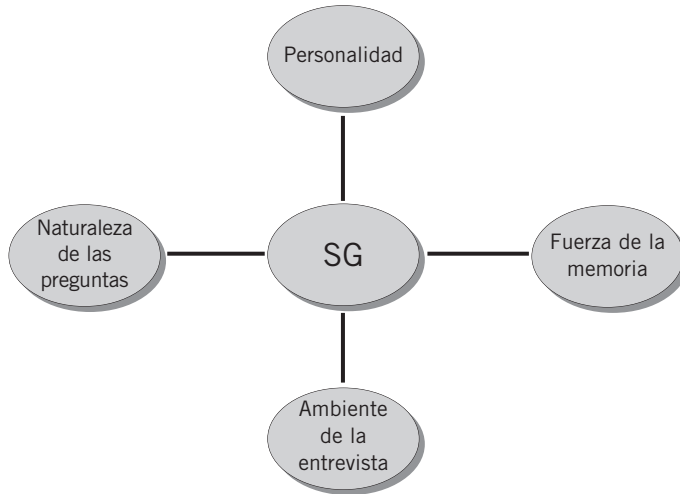 Personalidad
Naturaleza
de las
preguntas
SG
Fuerza de la
memoria
Ambiente
de la
entrevista